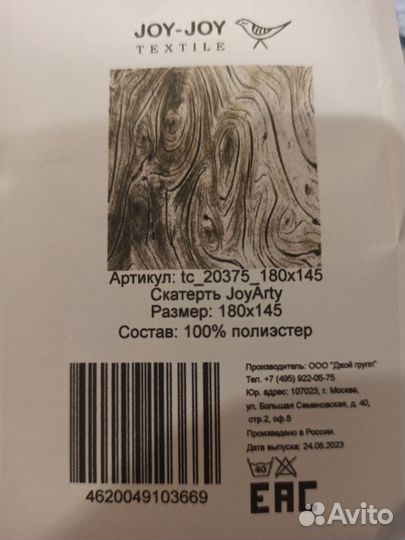 JOY-JOY
TEXTILE
Артикул: tc_20375_180x145
Скатерть JoyArty
Размер: 180x145
Состав: 100% полиэстер
Производитель: ООО "Джой групп"
Тел. +7 (495) 922-05-75
Юр. адрес: 107023, г. Москва,
ул. Большая Семеновская, д. 40,
стр.2, оф.8
Произведено в России.
Дата выпуска: 24.08.2023
40
4620049103669
EAC
Avito